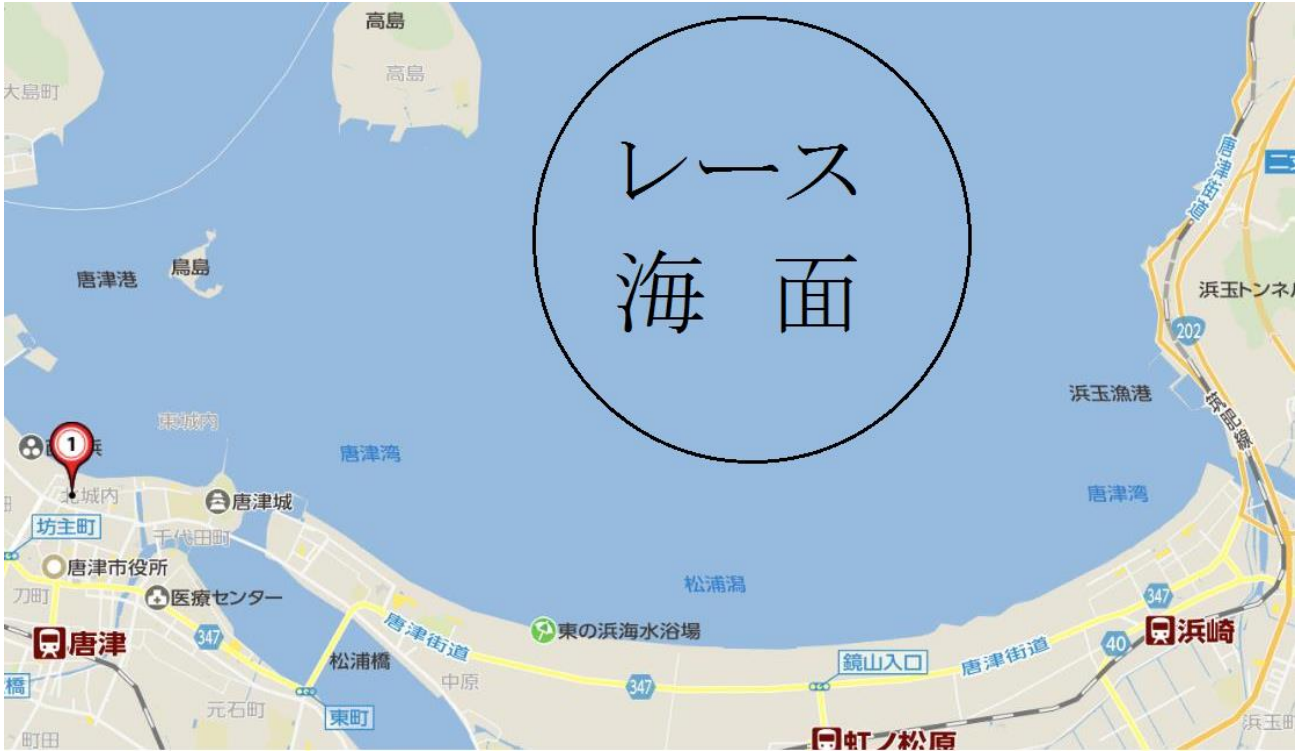 高島
高島
大島町
レース
海 面
唐津街道
鳥島
唐津港
浜玉トンネル
202
浜玉漁港
筑肥線
東城内
唐津湾
1
北城内
唐津城
唐津湾
坊主町
千代田町
唐津市役所
刀町
医療センター
松浦潟
347
347
唐津
東の浜海水浴場
唐津街道
松浦橋
鏡山入口
唐津街道
40
浜崎
中原
347
元石町
東町
町田
虹ノ松原
浜玉町